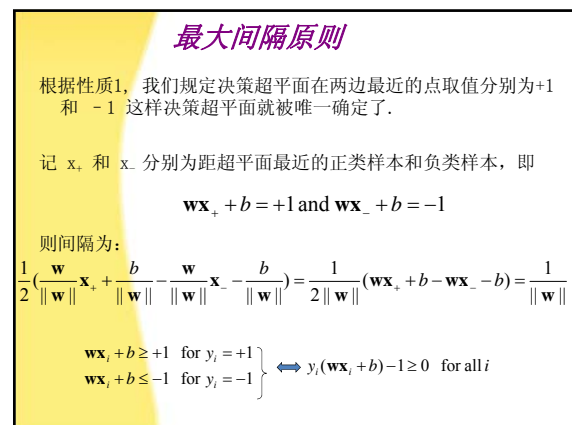 最大间隔原则
根据性质1, 我们规定决策超平面在两边最近的点取值分别为+1
和 -1 这样决策超平面就被唯一确定了.
记 x₊ 和 x₋ 分别为距超平面最近的正类样本和负类样本，即
wx₊ + b = +1 and wx₋ + b = −1
则间隔为：
1/2 (w/||w|| x₊ + b/||w|| − w/||w|| x₋ − b/||w||) = 1/(2||w||) (wx₊ + b − wx₋ − b) = 1/||w||
wxᵢ + b ≥ +1 for yᵢ = +1
wxᵢ + b ≤ −1 for yᵢ = −1 } ⇔ yᵢ(wxᵢ + b) − 1 ≥ 0 for all i